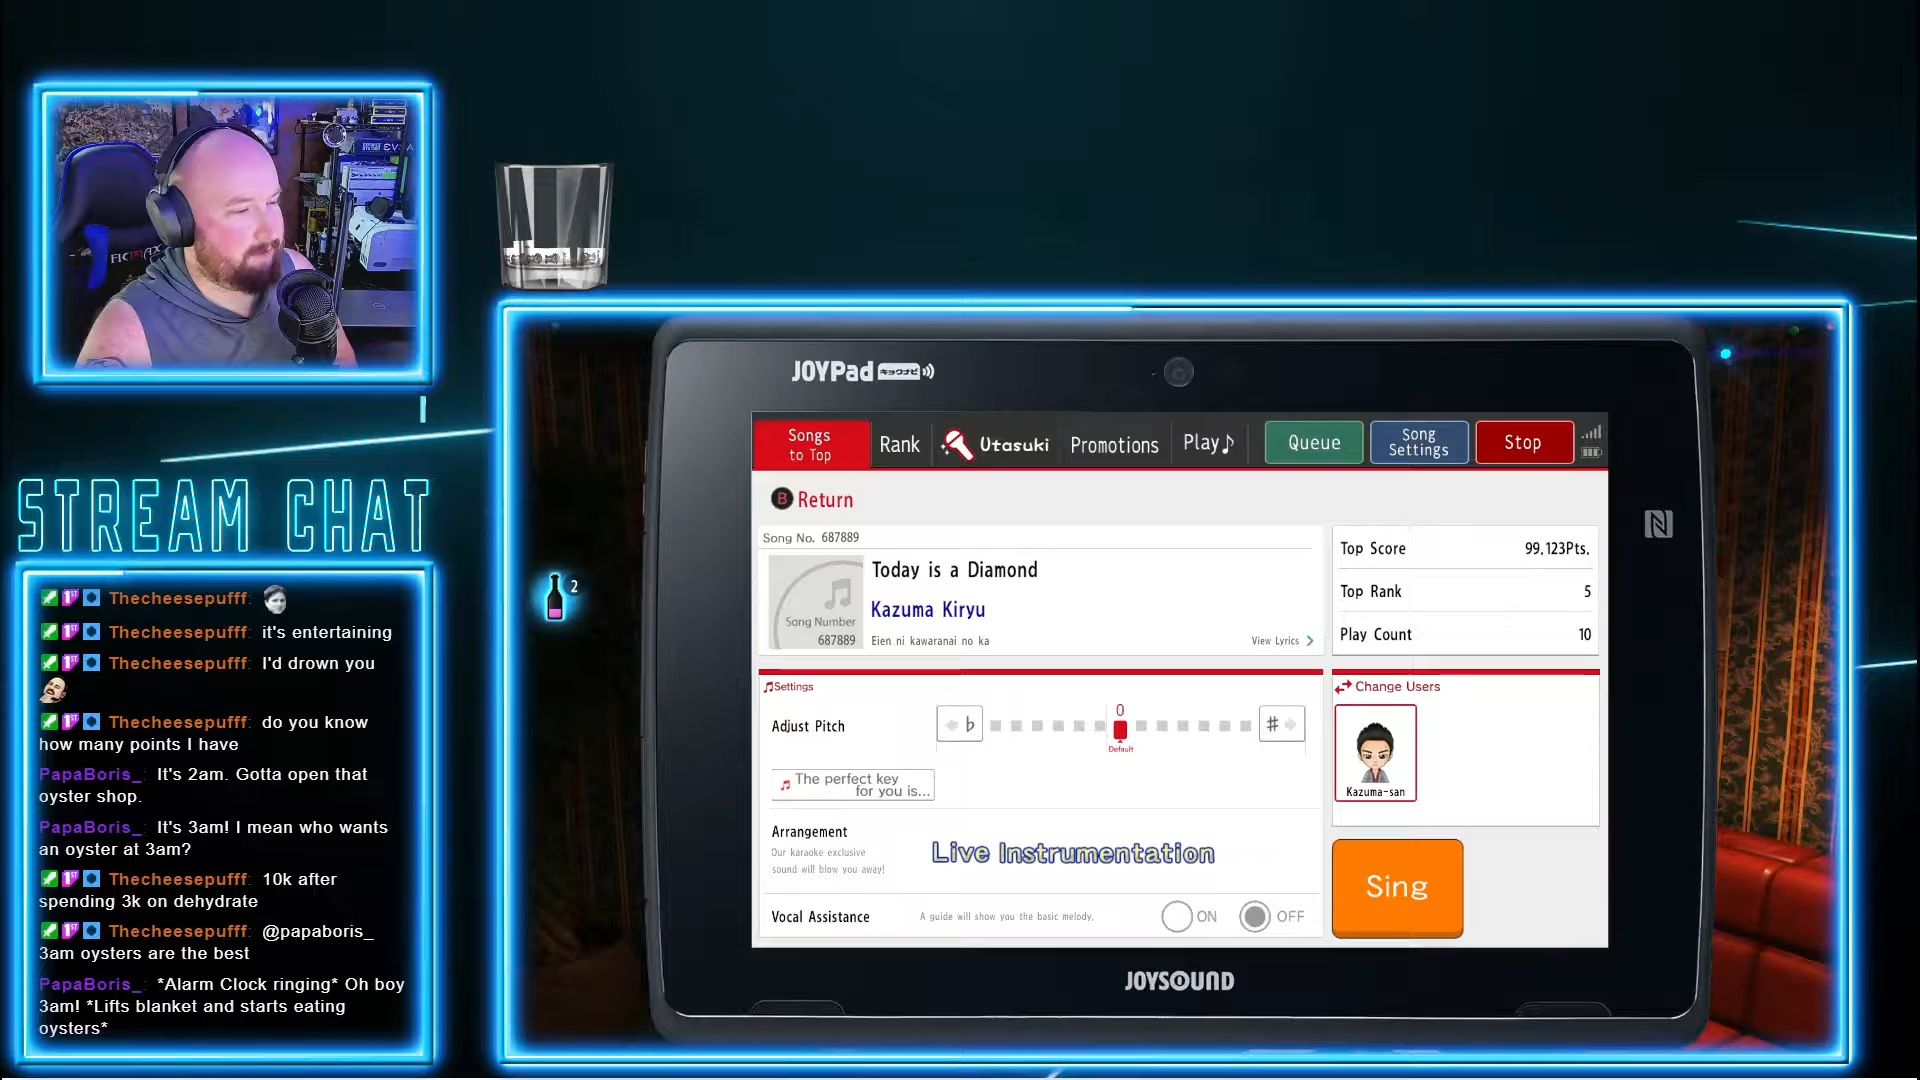 EVGA
FICTMAX
STREAM CHAT
Thecheesepufff:
Thecheesepufff: it's entertaining
Thecheesepufff: I'd drown you
Thecheesepufff: do you know
how many points I have
PapaBoris_: It's 2am. Gotta open that
oyster shop.
PapaBoris_: It's 3am! I mean who wants
an oyster at 3am?
Thecheesepufff: 10k after
spending 3k on dehydrate
Thecheesepufff: @papaboris_
3am oysters are the best
PapaBoris_: *Alarm Clock ringing* Oh boy
3am! *Lifts blanket and starts eating
oysters*
2
JOYPad キョクナビ
Songs
to Top
Rank
Utasuki
Promotions
Play♪
Queue
Song
Settings
Stop
B Return
Song No. 687889
Song Number
687889
Today is a Diamond
Kazuma Kiryu
Eien ni kawaranai no ka
View Lyrics
Top Score 99.123Pts.
Top Rank 5
Play Count 10
Settings
Adjust Pitch
♭
0
Default
♯
The perfect key
for you is...
Arrangement
Our karaoke exclusive
sound will blow you away!
Live Instrumentation
Vocal Assistance
A guide will show you the basic melody.
ON
OFF
Change Users
Kazuma-san
Sing
JOYSOUND